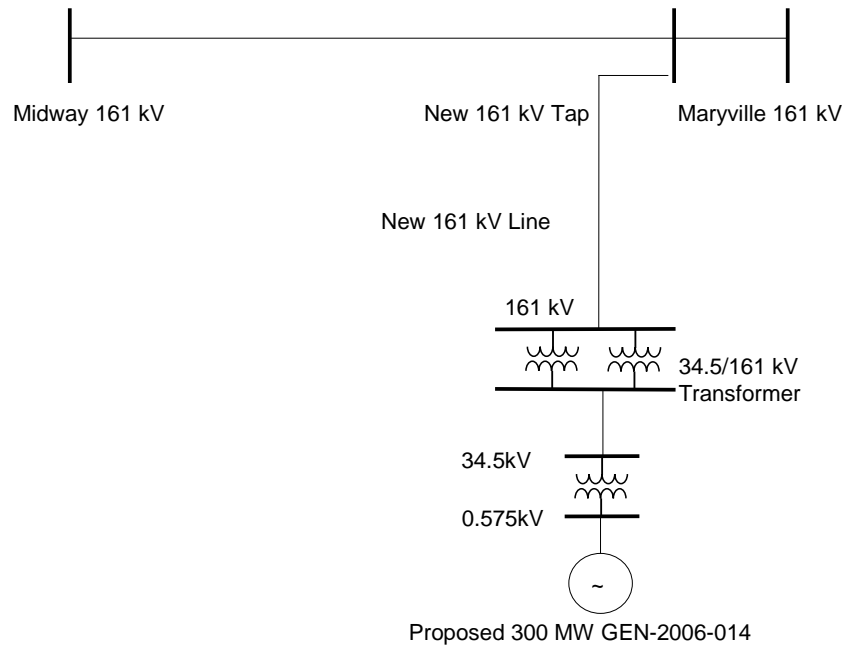 Midway 161 kV
New 161 kV Tap
Maryville 161 kV
New 161 kV Line
161 kV
34.5/161 kV
Transformer
34.5kV
0.575kV
~
Proposed 300 MW GEN-2006-014